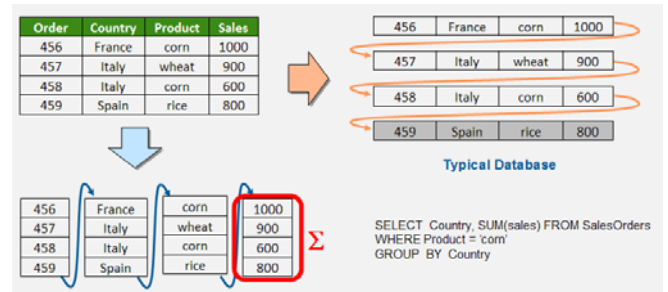 Order Country Product Sales
456 France corn 1000
457 Italy wheat 900
458 Italy corn 600
459 Spain rice 800
456 France corn 1000
457 Italy wheat 900
458 Italy corn 600
459 Spain rice 800
Typical Database
456 France corn 1000
457 Italy wheat 900
458 Italy corn 600
459 Spain rice 800
Σ
SELECT Country, SUM(sales) FROM SalesOrders
WHERE Product = 'corn'
GROUP BY Country